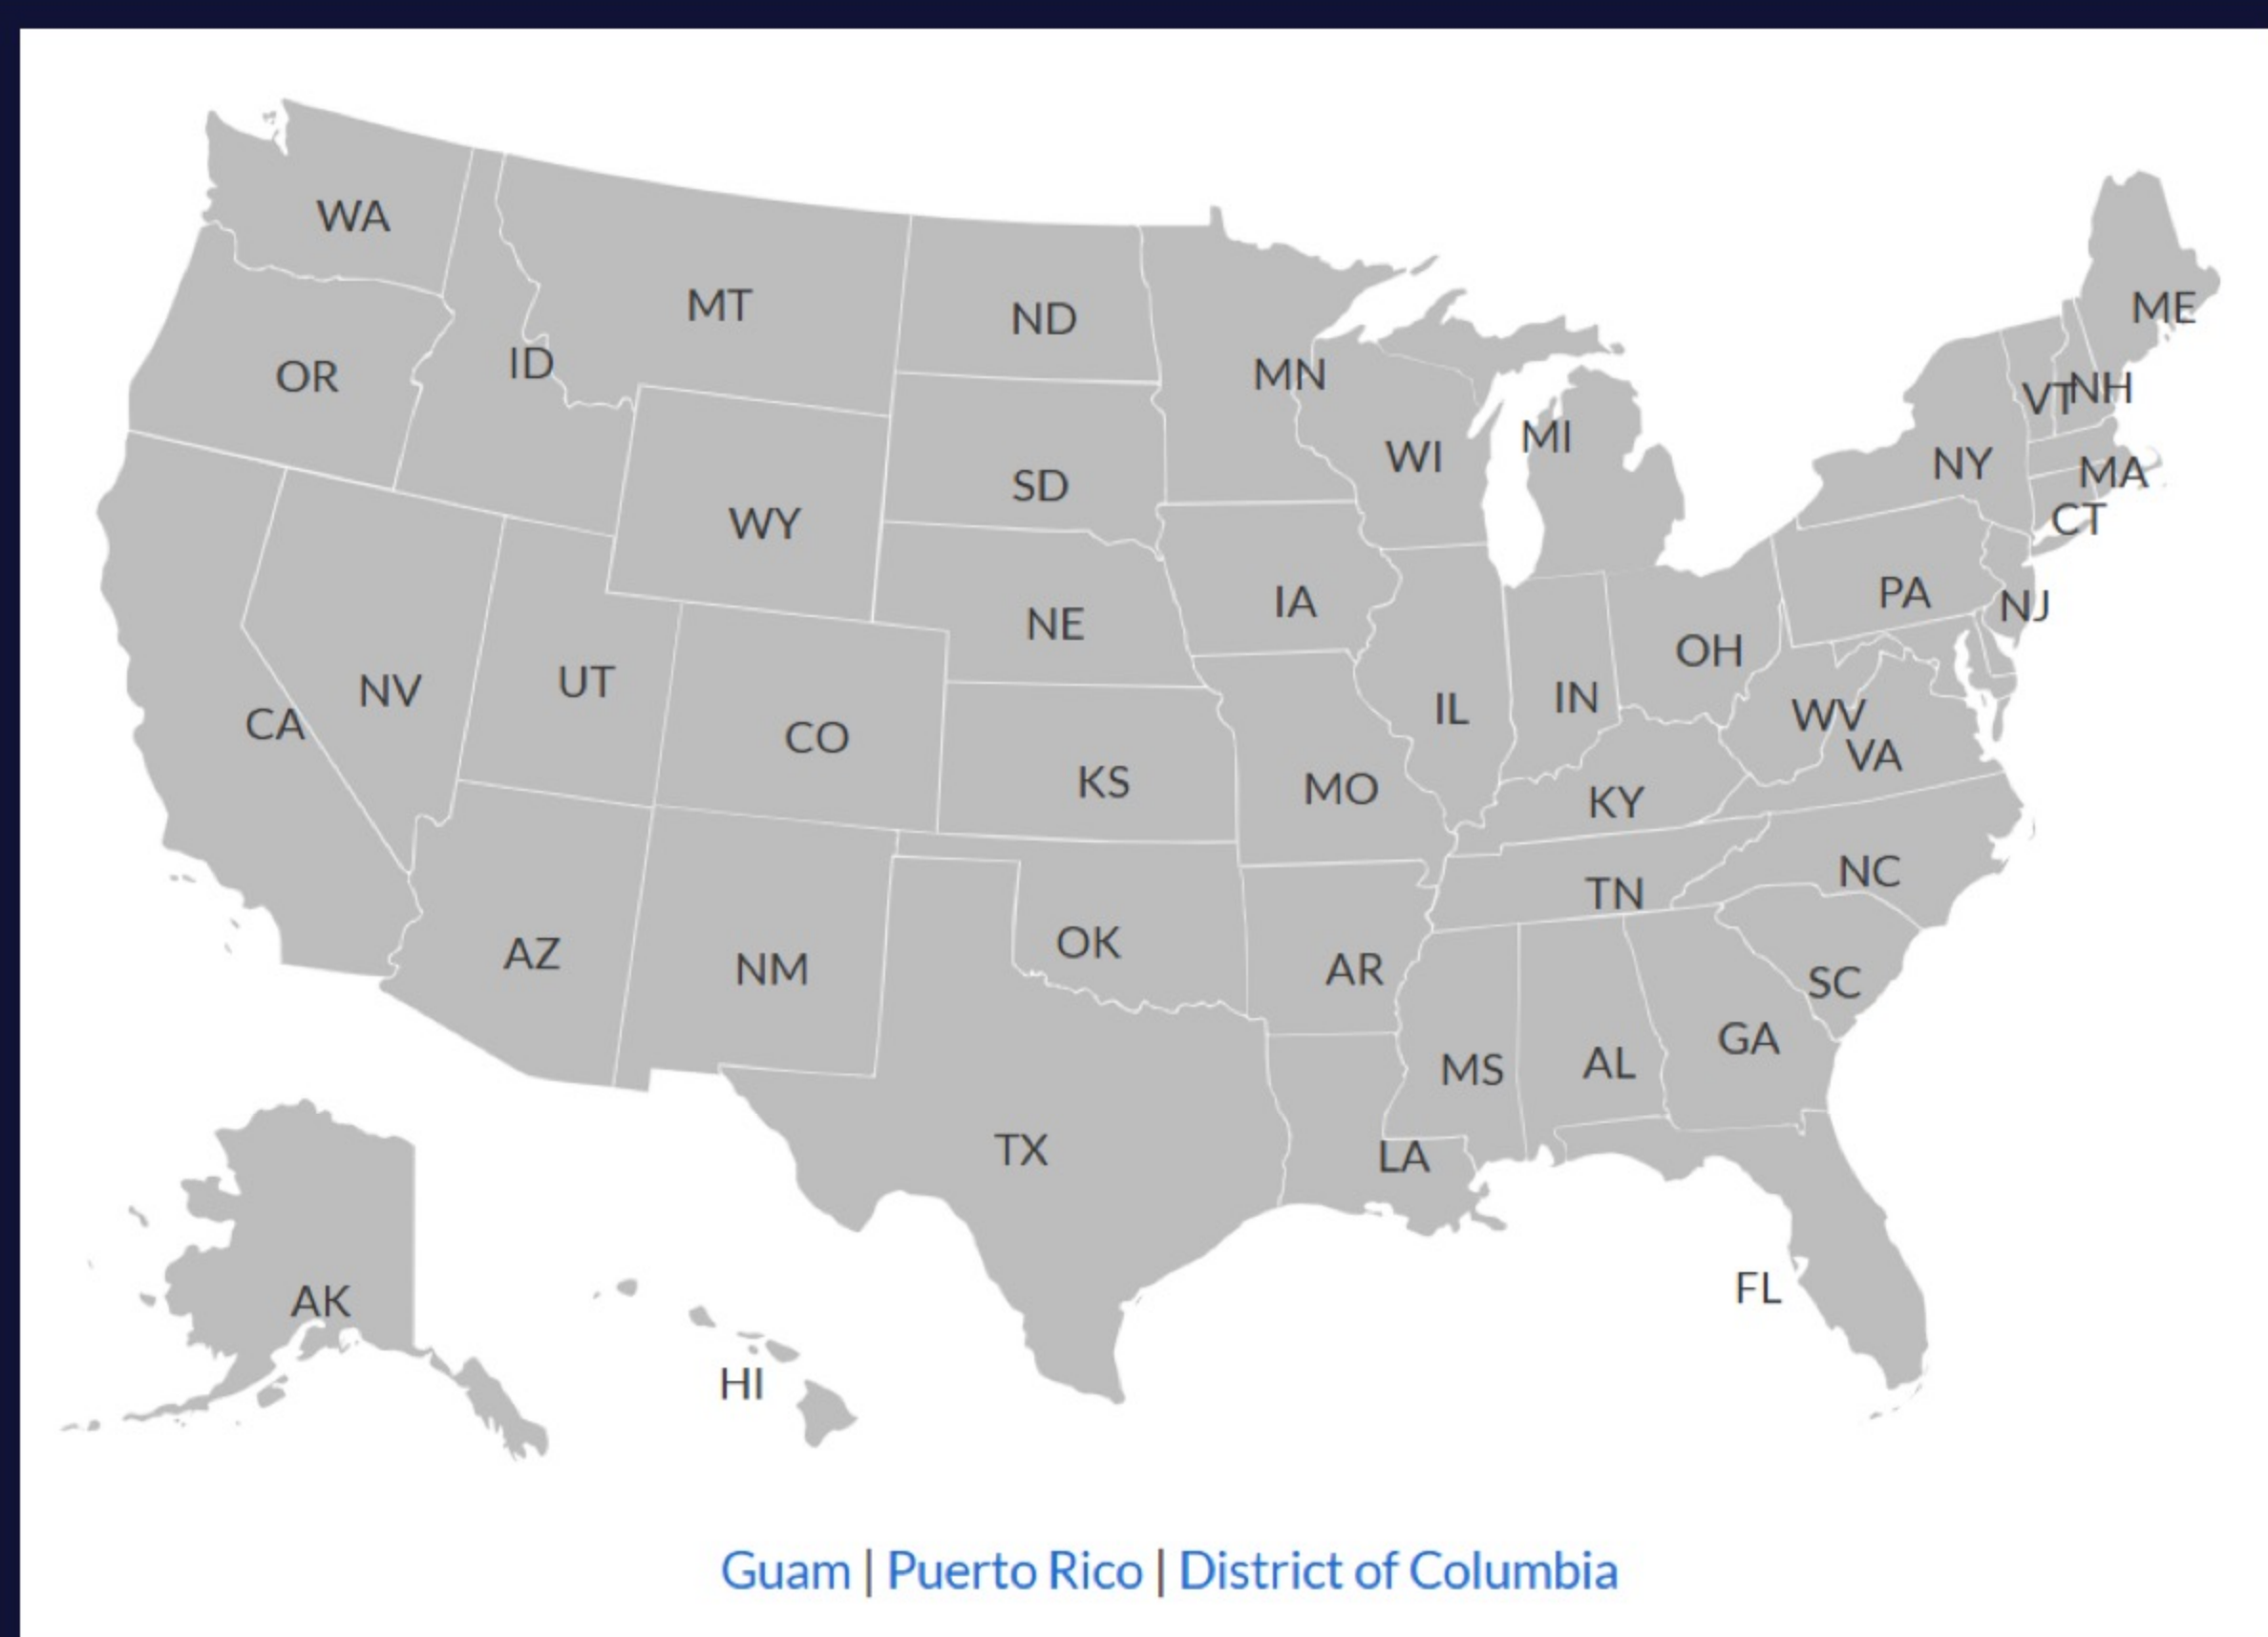 WA
MT
ND
ME
OR
ID
MN
VT
NH
MI
WI
NY
MA
SD
WY
CT
PA
NJ
NE
IA
OH
NV
UT
IL
IN
WV
CA
CO
VA
KS
MO
KY
NC
TN
AZ
NM
OK
AR
SC
GA
MS
AL
TX
LA
FL
AK
HI
Guam | Puerto Rico | District of Columbia